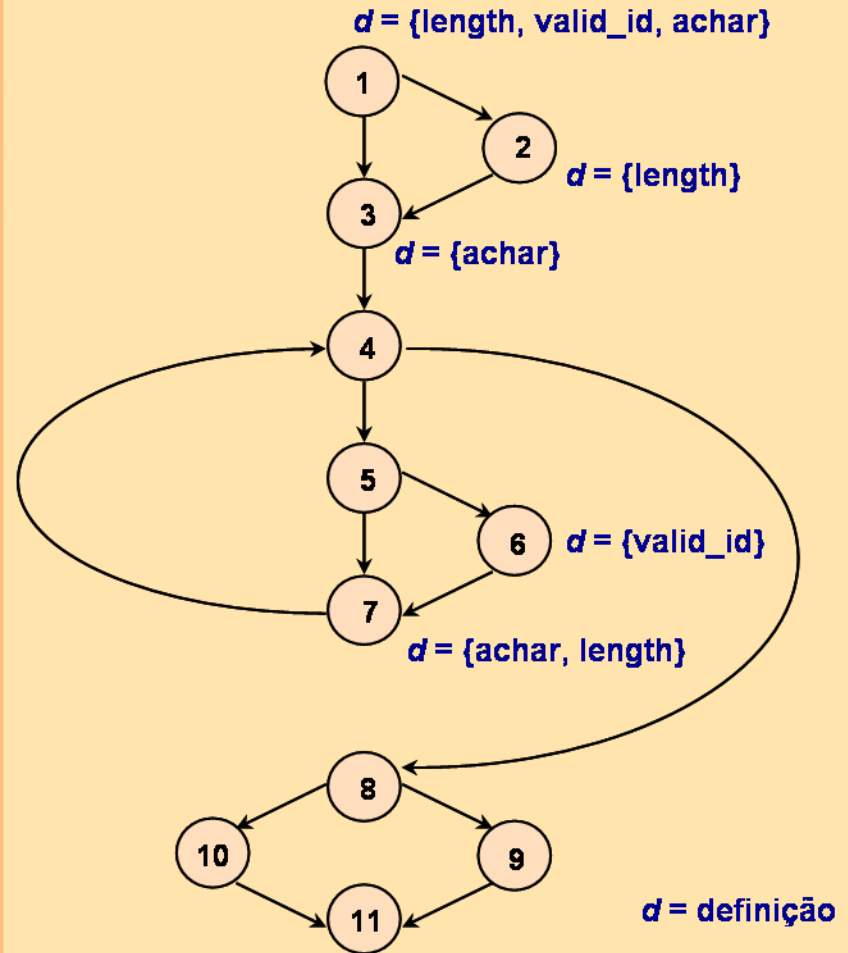 d = {length, valid_id, achar}
1
2
d = {length}
3
d = {achar}
4
5
6
d = {valid_id}
7
d = {achar, length}
8
10
9
11
d = definição